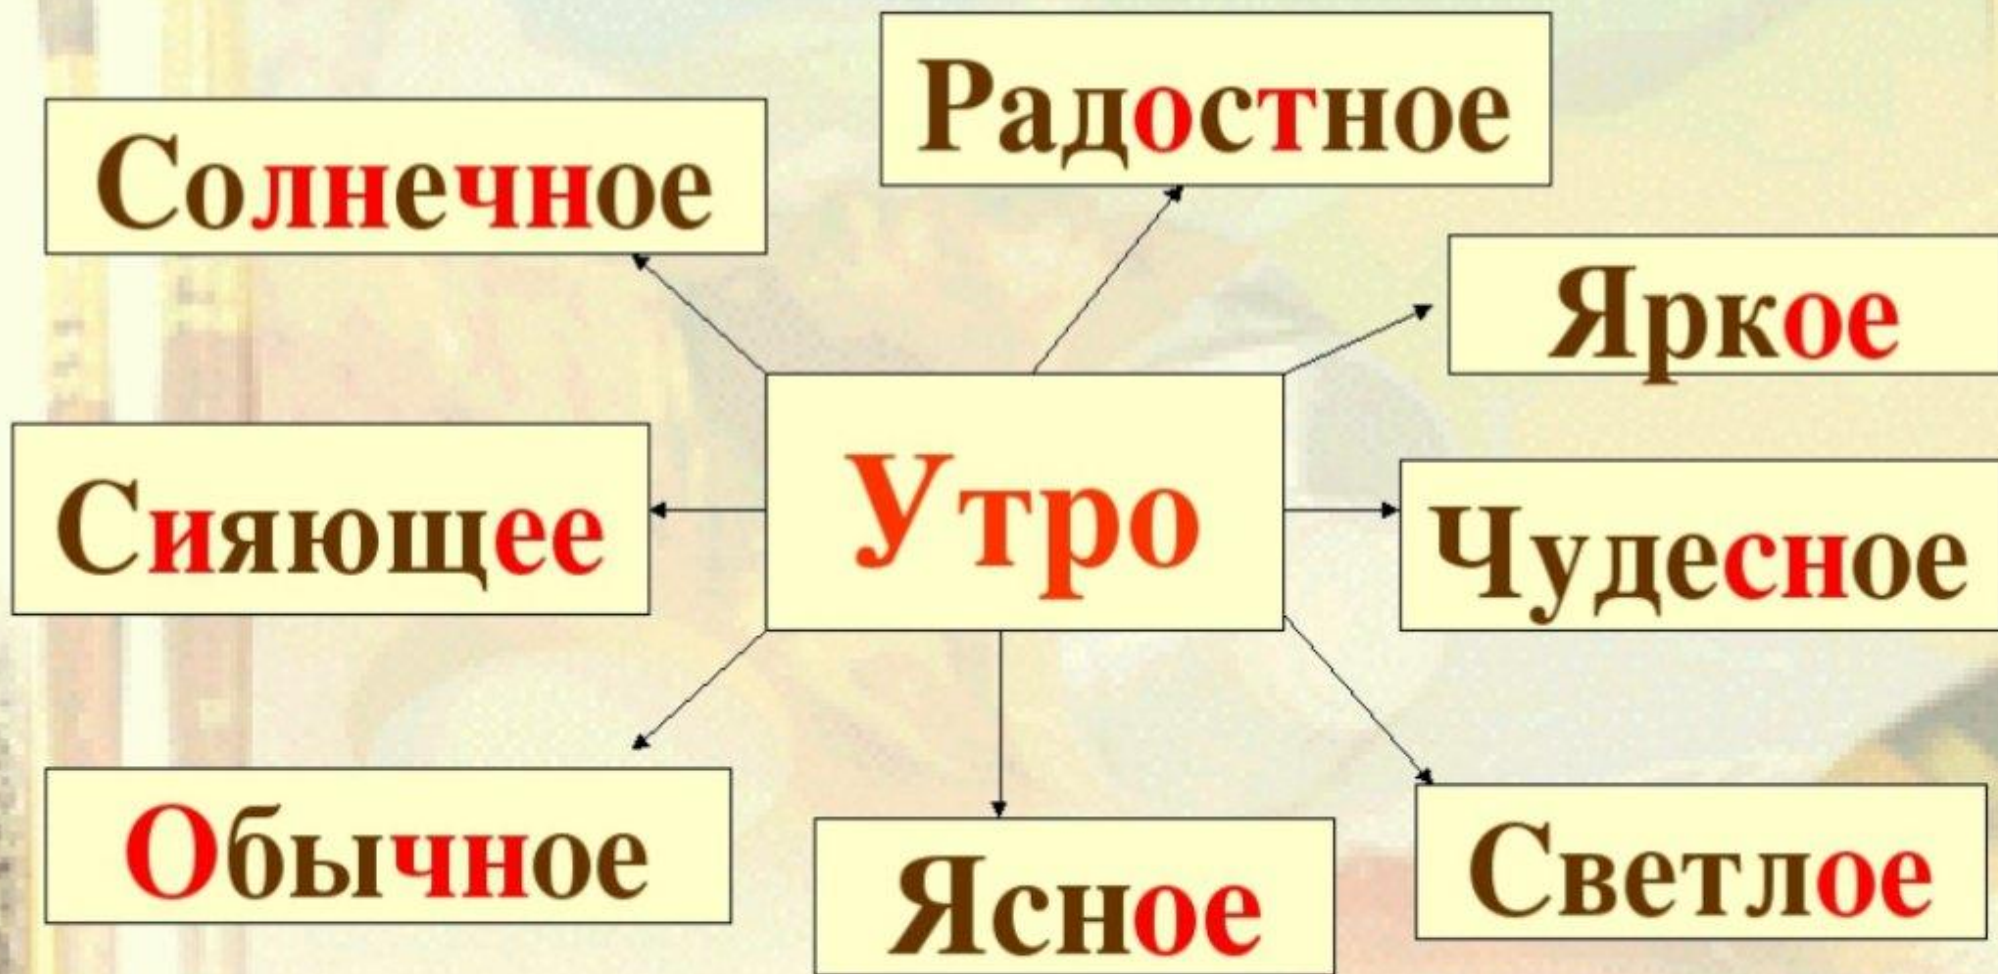 Радостное
Солнечное
Яркое
Сияющее
Утро
Чудесное
Обычное
Ясное
Светлое